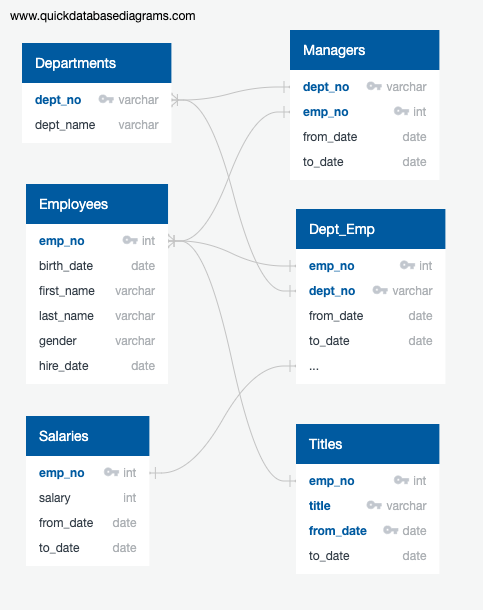 www.quickdatabasediagrams.com
Departments
dept_no varchar
dept_name varchar
Managers
dept_no varchar
emp_no int
from_date date
to_date date
Employees
emp_no int
birth_date date
first_name varchar
last_name varchar
gender varchar
hire_date date
Dept_Emp
emp_no int
dept_no varchar
from_date date
to_date date
...
Salaries
emp_no int
salary int
from_date date
to_date date
Titles
emp_no int
title varchar
from_date date
to_date date